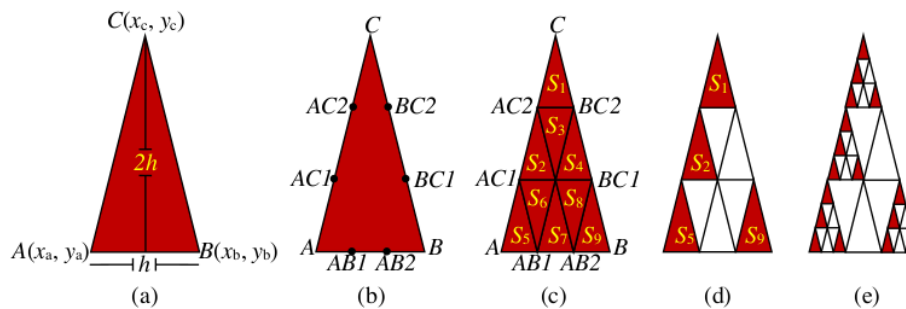 C(xc, yc)
2h
A(xa, ya)
B(xb, yb)
h
(a)
C
AC2
BC2
AC1
BC1
A
B
AB1
AB2
(b)
C
S1
AC2
BC2
S3
S2
S4
AC1
BC1
S6
S8
S5
S7
S9
A
B
AB1
AB2
(c)
S1
S2
S5
S9
(d)
(e)